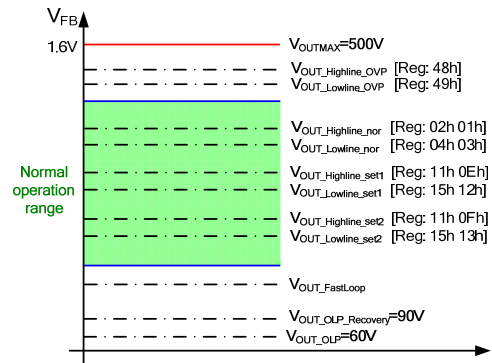 VFB
1.6V
VOUTMAX=500V
VOUT_Highline_OVP [Reg: 48h]
VOUT_Lowline_OVP [Reg: 49h]
VOUT_Highline_nor [Reg: 02h 01h]
VOUT_Lowline_nor [Reg: 04h 03h]
Normal
operation
range
VOUT_Highline_set1 [Reg: 11h 0Eh]
VOUT_Lowline_set1 [Reg: 15h 12h]
VOUT_Highline_set2 [Reg: 11h 0Fh]
VOUT_Lowline_set2 [Reg: 15h 13h]
VOUT_FastLoop
VOUT_OLP_Recovery=90V
VOUT_OLP=60V